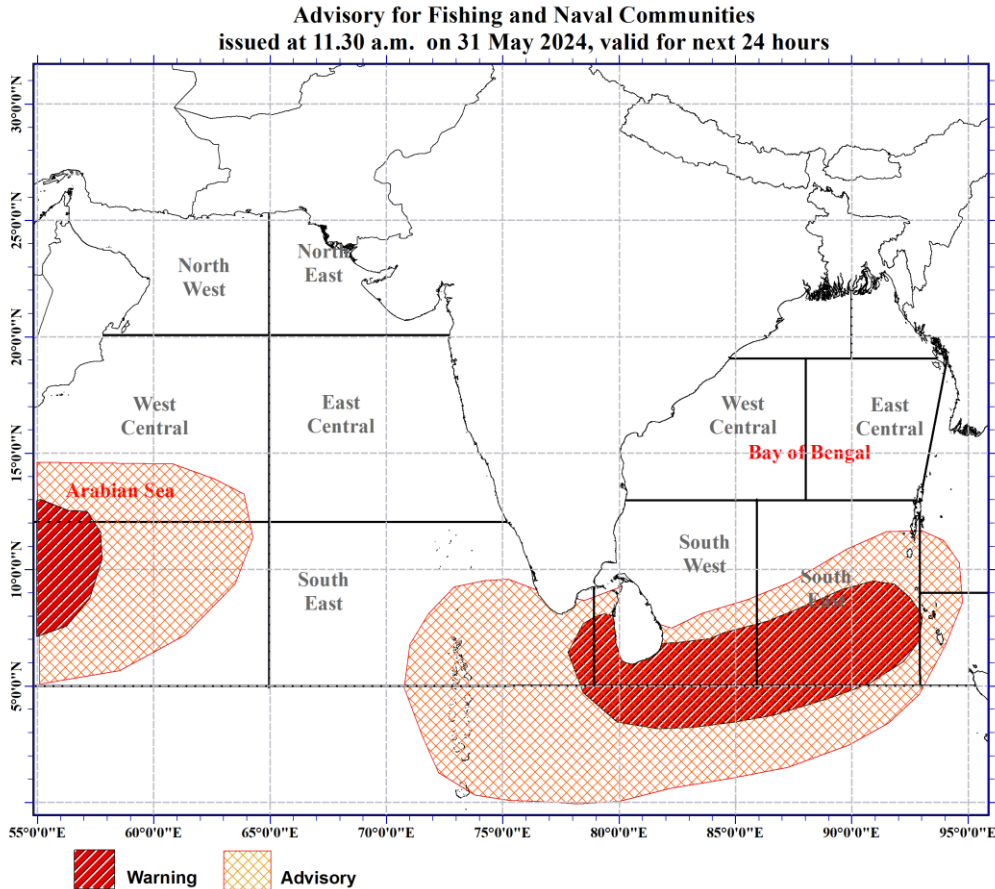 Advisory for Fishing and Naval Communities
issued at 11.30 a.m. on 31 May 2024, valid for next 24 hours
30°0'0"N
25°0'0"N
20°0'0"N
15°0'0"N
10°0'0"N
5°0'0"N
North
West
North
East
West
Central
East
Central
West
Central
East
Central
Bay of Bengal
Arabian Sea
South
East
South
West
South
East
55°0'0"E
60°0'0"E
65°0'0"E
70°0'0"E
75°0'0"E
80°0'0"E
85°0'0"E
90°0'0"E
95°0'0"E
Warning
Advisory